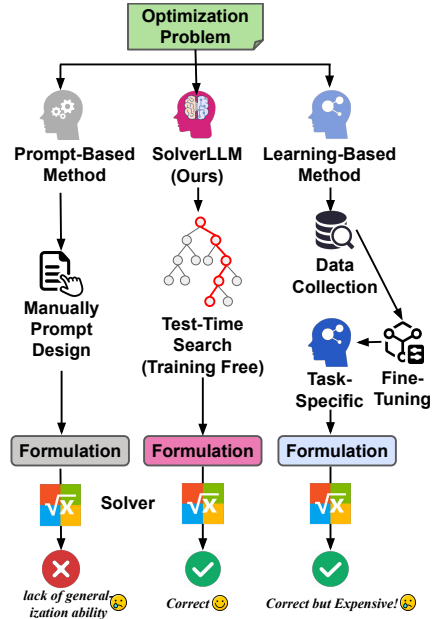 Optimization
Problem
Prompt-Based
Method
SolverLLM
(Ours)
Learning-Based
Method
Manually
Prompt
Design
Test-Time
Search
(Training Free)
Data
Collection
Task-
Specific
Fine-
Tuning
Formulation
Formulation
Formulation
√x
Solver
√x
√x
lack of general-
ization ability
Correct
Correct but Expensive!